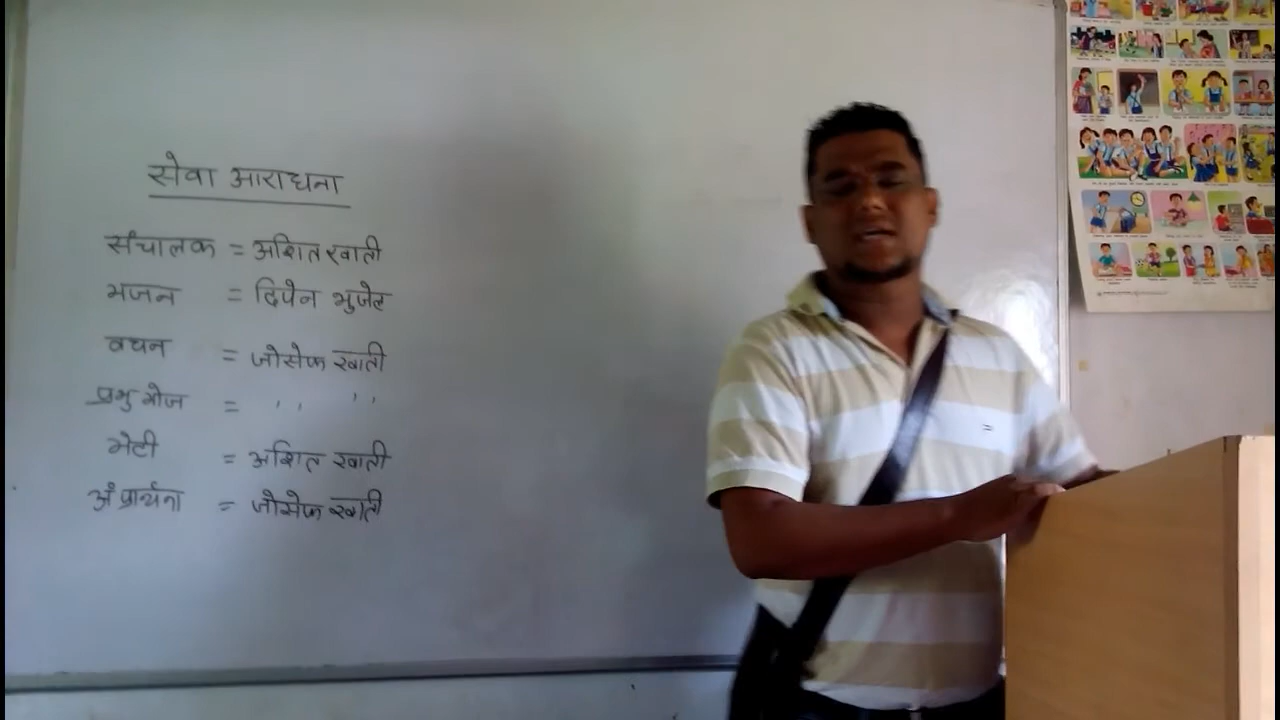 सेवा आराधना
संचालक = अशित खाती
भजन = दिपेन भुजेल
वचन = जोसेफ खाती
प्रभु भोज = ,, ,,
भेटी = अशित खाती
अं प्रार्थना = जोसेफ खाती